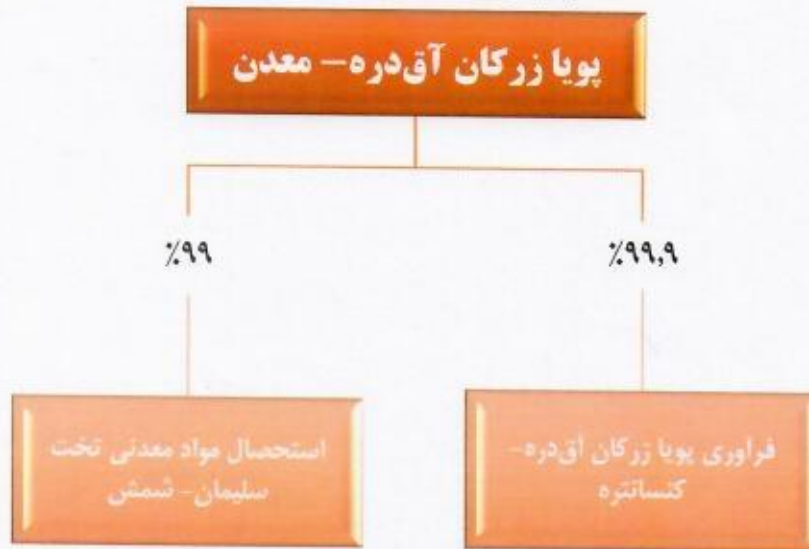 پویا زرکان آق‌دره- معدن
%۹۹,۹
%۹۹
فراوری پویا زرکان آق‌دره-
کنسانتره
استحصال مواد معدنی تخت
سلیمان- شمش